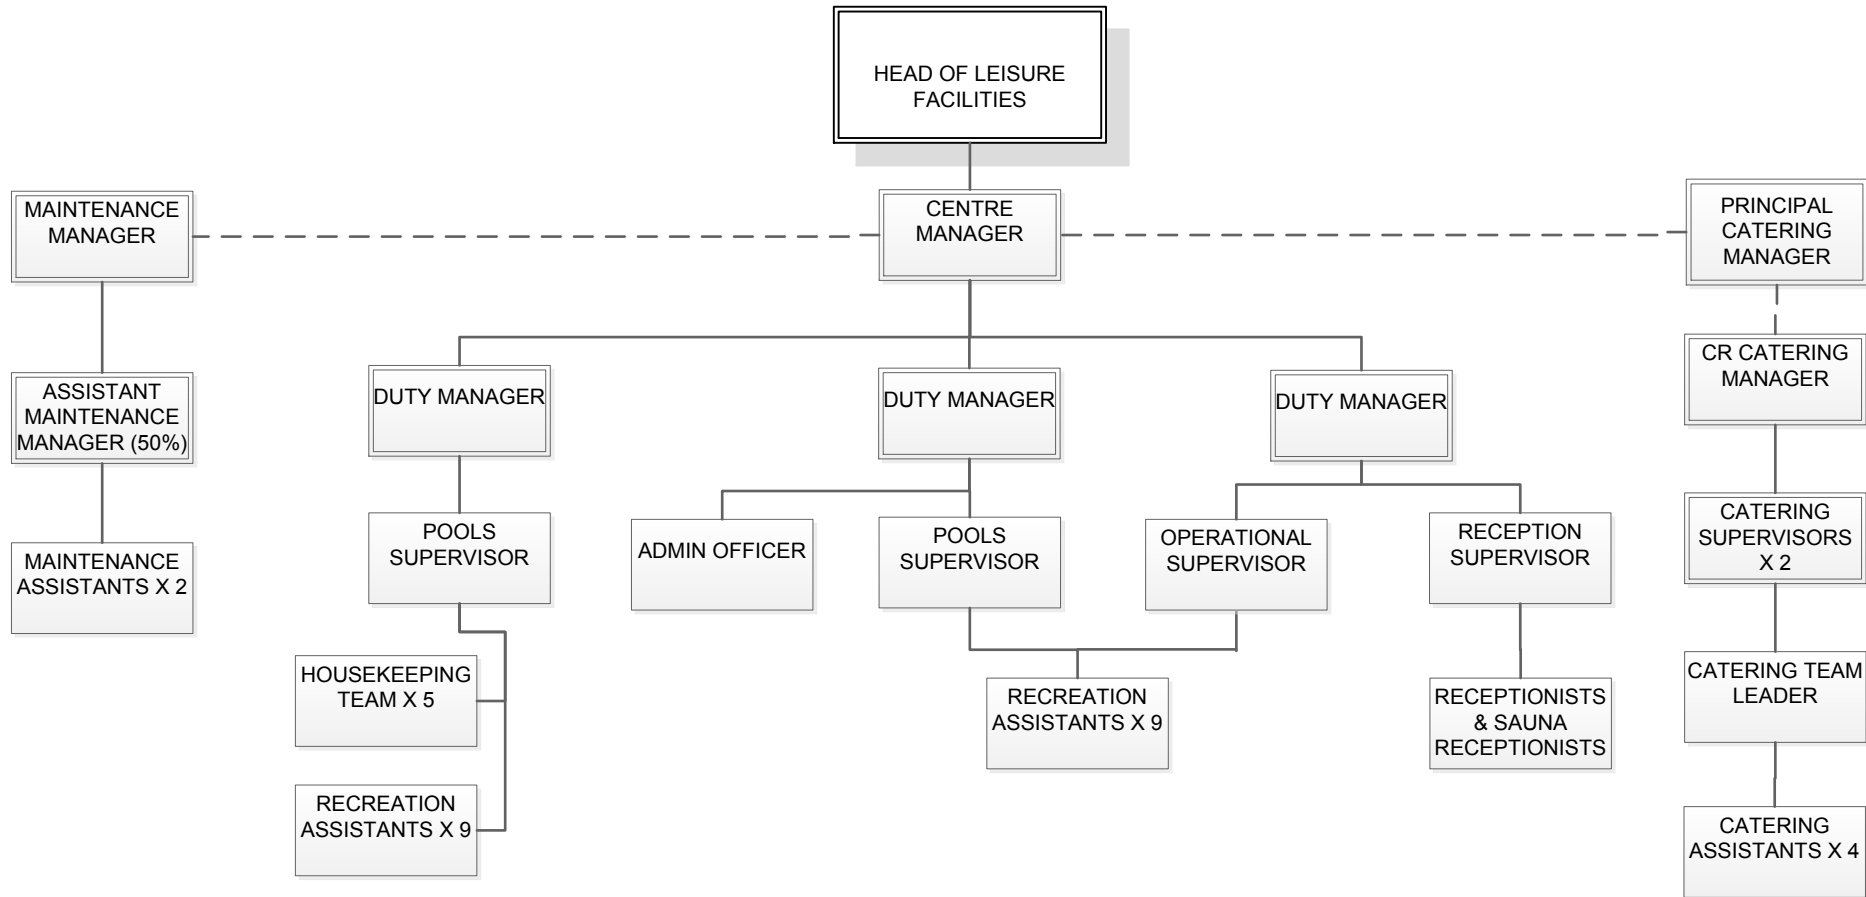 HEAD OF LEISURE
FACILITIES
MAINTENANCE
MANAGER
CENTRE
MANAGER
PRINCIPAL
CATERING
MANAGER
ASSISTANT
MAINTENANCE
MANAGER (50%)
DUTY MANAGER
DUTY MANAGER
DUTY MANAGER
CR CATERING
MANAGER
MAINTENANCE
ASSISTANTS X 2
POOLS
SUPERVISOR
ADMIN OFFICER
POOLS
SUPERVISOR
OPERATIONAL
SUPERVISOR
RECEPTION
SUPERVISOR
CATERING
SUPERVISORS
X 2
HOUSEKEEPING
TEAM X 5
RECREATION
ASSISTANTS X 9
RECEPTIONISTS
& SAUNA
RECEPTIONISTS
CATERING TEAM
LEADER
RECREATION
ASSISTANTS X 9
CATERING
ASSISTANTS X 4